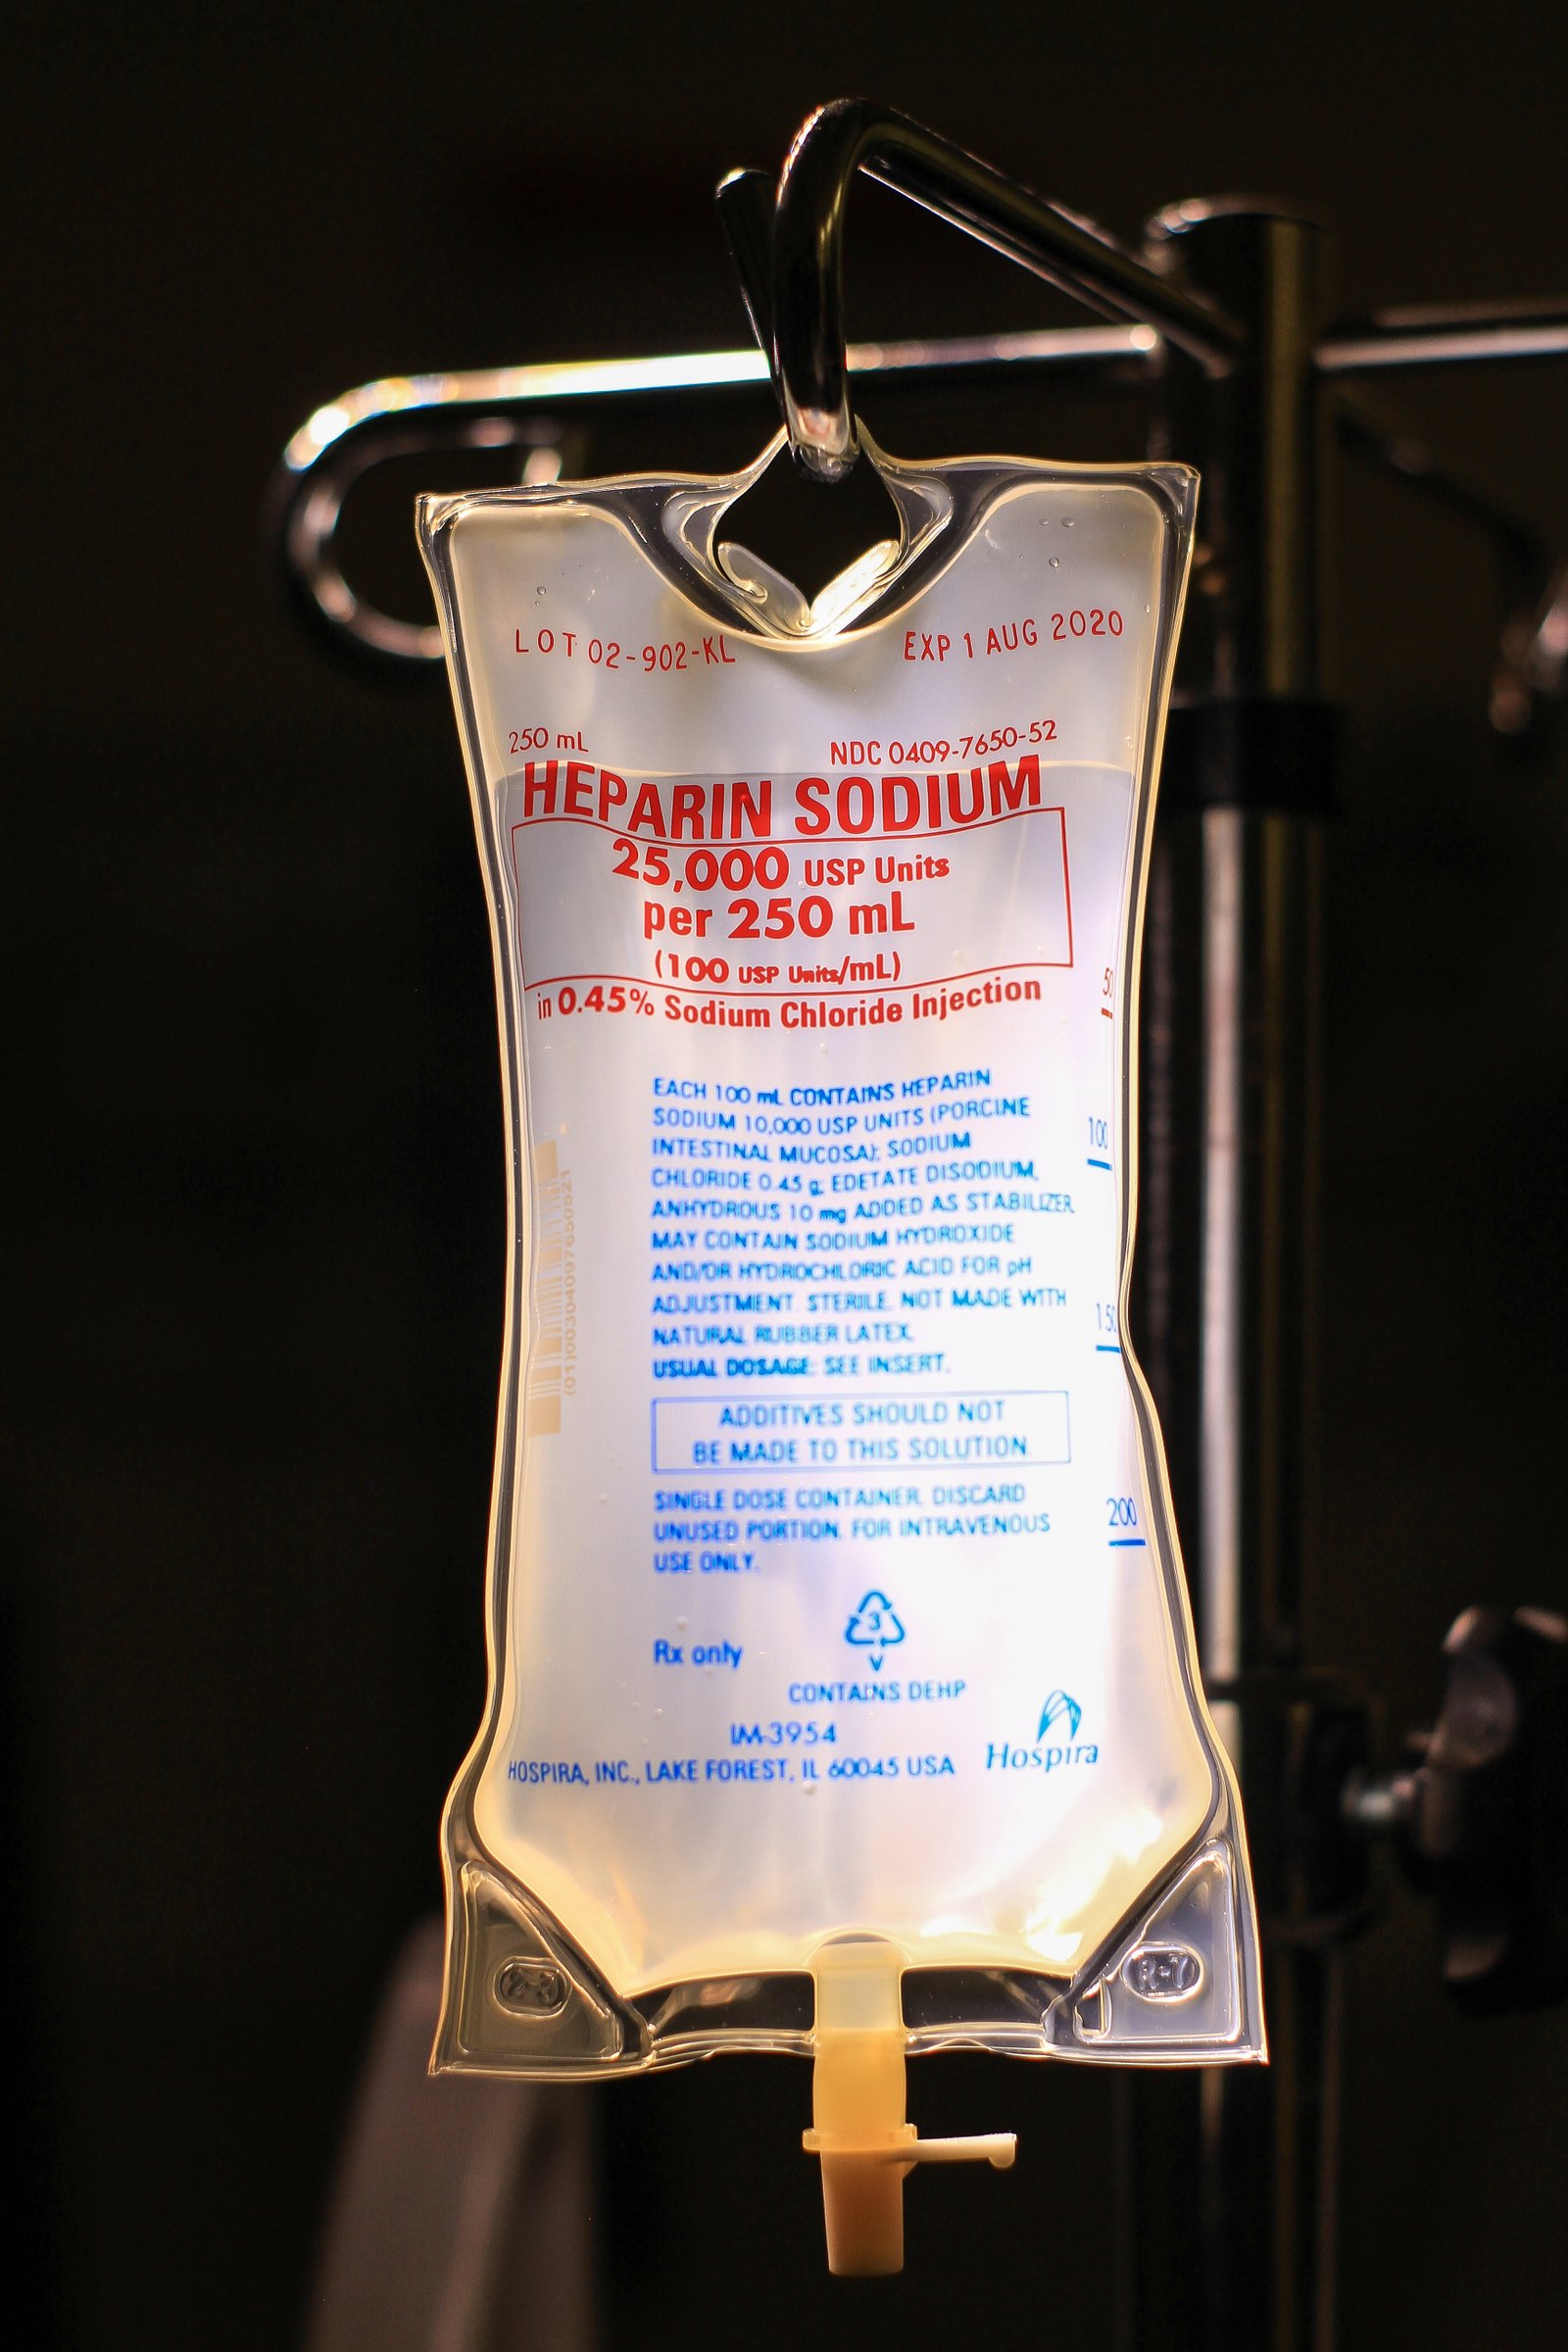 LOT 02-902-KL EXP 1 AUG 2020
250 mL NDC 0409-7650-52
HEPARIN SODIUM
25,000 USP Units
per 250 mL
(100 USP Units/mL)
in 0.45% Sodium Chloride Injection
50
EACH 100 mL CONTAINS HEPARIN
SODIUM 10,000 USP UNITS (PORCINE
INTESTINAL MUCOSA); SODIUM
CHLORIDE 0.45 g; EDETATE DISODIUM,
ANHYDROUS 10 mg ADDED AS STABILIZER.
MAY CONTAIN SODIUM HYDROXIDE
AND/OR HYDROCHLORIC ACID FOR pH
ADJUSTMENT. STERILE. NOT MADE WITH
NATURAL RUBBER LATEX.
USUAL DOSAGE: SEE INSERT.
100
150
200
(01)00304097650521
ADDITIVES SHOULD NOT
BE MADE TO THIS SOLUTION.
SINGLE DOSE CONTAINER. DISCARD
UNUSED PORTION. FOR INTRAVENOUS
USE ONLY.
3
V
Rx only
CONTAINS DEHP
IM-3954
HOSPIRA, INC., LAKE FOREST, IL 60045 USA
Hospira
R-7